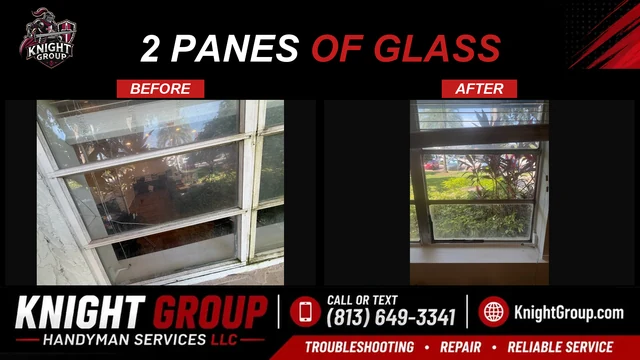 KNIGHT
GROUP
2 PANES OF GLASS
BEFORE
AFTER
KNIGHT GROUP
HANDYMAN SERVICES LLC
CALL OR TEXT
(813) 649-3341
KnightGroup.com
TROUBLESHOOTING • REPAIR • RELIABLE SERVICE